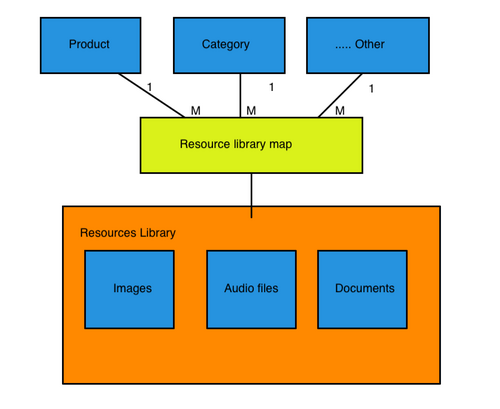 Product
Category
..... Other
1
1
1
M
M
M
Resource library map
Resources Library
Images
Audio files
Documents